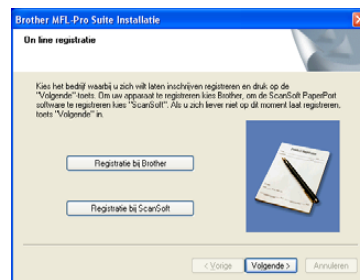 Brother MFL-Pro Suite Installatie
On line registratie
Kies het bedrijf waarbij u zich wilt laten inschrijven registreren en druk op de
"Volgende"-toets. Om uw apparaat te registreren kies Brother, om de ScanSoft PaperPort
software te registreren kies "ScanSoft". Als u zich liever niet op dit moment laat registreren,
toets "Volgende" in.
Registratie bij Brother
Registratie bij ScanSoft
< Vorige
Volgende >
Annuleren